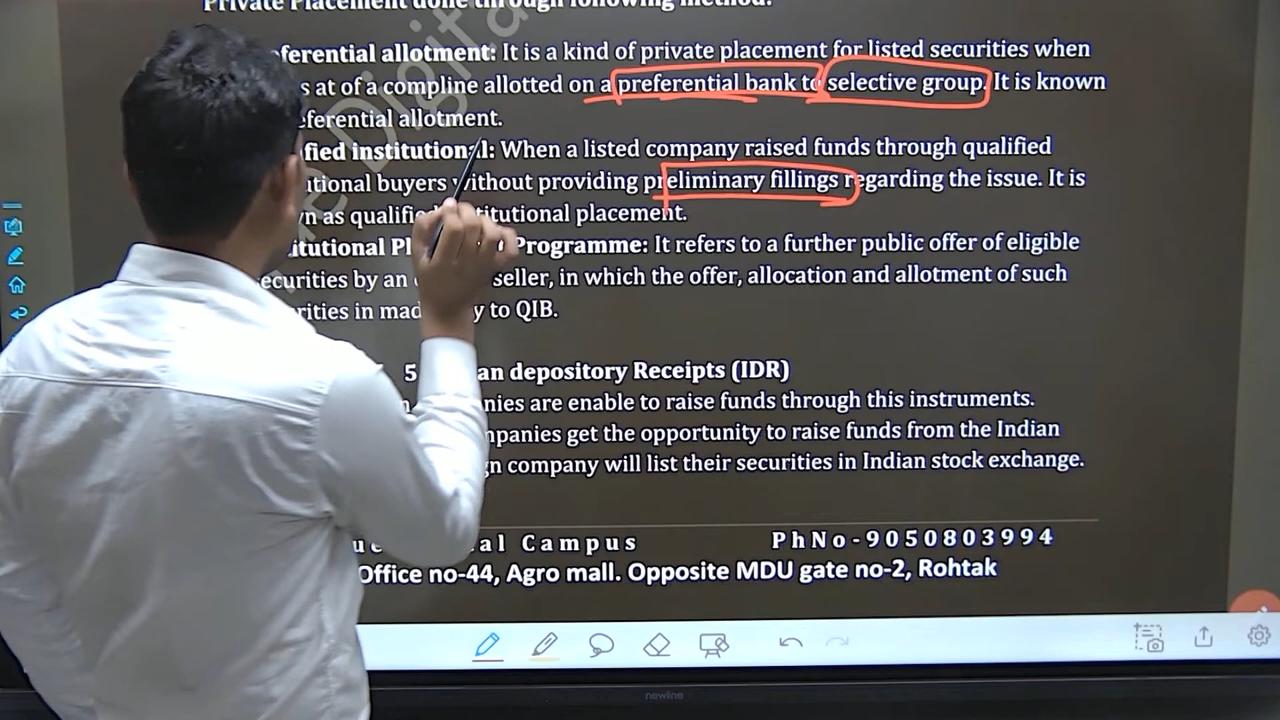 Private Placement done through following method:
ferential allotment: It is a kind of private placement for listed securities when
s at of a compline allotted on a preferential bank to selective group. It is known
ferential allotment.
fied institutional: When a listed company raised funds through qualified
utional buyers without providing preliminary fillings regarding the issue. It is
n as qualified institutional placement.
itutional Pl Programme: It refers to a further public offer of eligible
ecurities by an seller, in which the offer, allocation and allotment of such
rities in mad y to QIB.
5 an depository Receipts (IDR)
nies are enable to raise funds through this instruments.
mpanies get the opportunity to raise funds from the Indian
gn company will list their securities in Indian stock exchange.
ue al Campus PhNo-9050803994
Office no-44, Agro mall. Opposite MDU gate no-2, Rohtak
newline